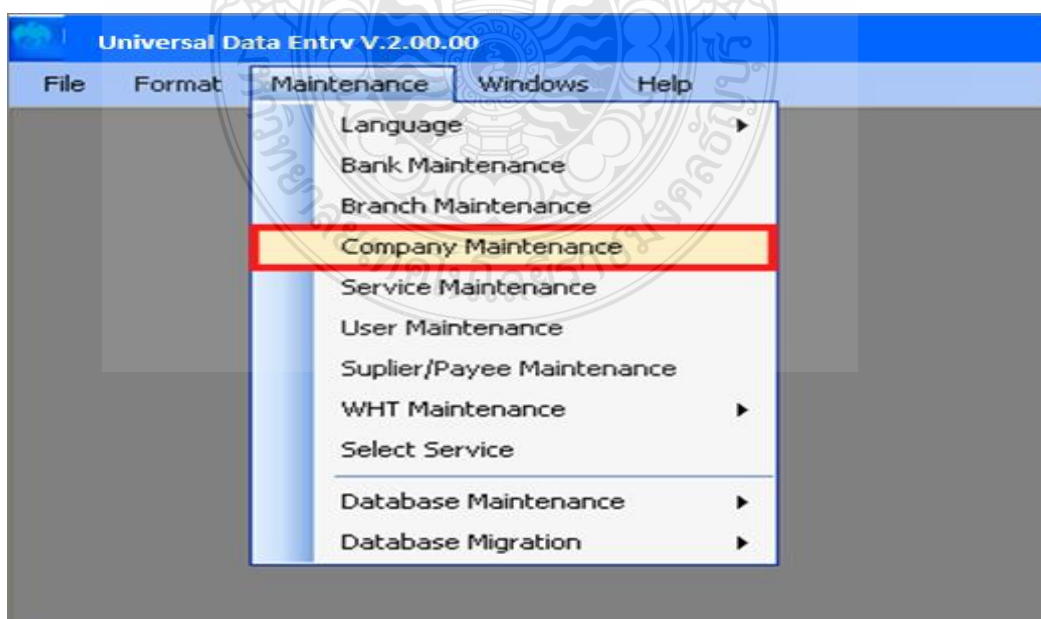 Universal Data Entry V.2.00.00
File Format Maintenance Windows Help
Language
Bank Maintenance
Branch Maintenance
Company Maintenance
Service Maintenance
User Maintenance
Suplier/Payee Maintenance
WHT Maintenance
Select Service
Database Maintenance
Database Migration